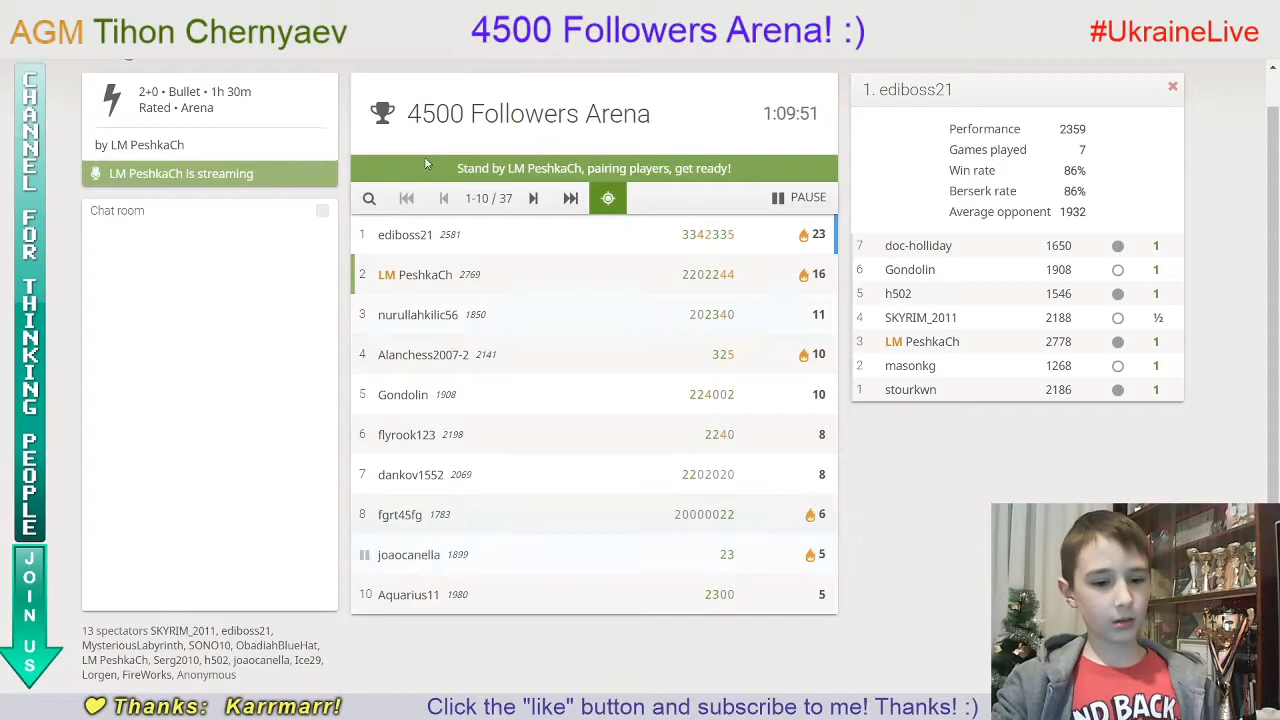 AGM Tihon Chernyaev
4500 Followers Arena! :)
#UkraineLive
CHANNEL FOR THINKING PEOPLE
JOIN US
2+0 • Bullet • 1h 30m
Rated • Arena
by LM PeshkaCh
LM PeshkaCh is streaming
Chat room
13 spectators SKYRIM_2011, ediboss21,
MysteriousLabyrinth, SONO10, ObadiahBlueHat,
LM PeshkaCh, Serg2010, h502, joaocanella, Ice29,
Lorgen, FireWorks, Anonymous
4500 Followers Arena 1:09:51
Stand by LM PeshkaCh, pairing players, get ready!
1-10 / 37 PAUSE
1 ediboss21 2581 3342335 23
2 LM PeshkaCh 2769 2202244 16
3 nurullahkilic56 1850 202340 11
4 Alanchess2007-2 2141 325 10
5 Gondolin 1908 224002 10
6 flyrook123 2198 2240 8
7 dankov1552 2069 2202020 8
8 fgrt45fg 1783 20000022 6
joaocanella 1899 23 5
10 Aquarius11 1980 2300 5
1. ediboss21
Performance 2359
Games played 7
Win rate 86%
Berserk rate 86%
Average opponent 1932
7 doc-holliday 1650 1
6 Gondolin 1908 1
5 h502 1546 1
4 SKYRIM_2011 2188 ½
3 LM PeshkaCh 2778 1
2 masonkg 1268 1
1 stourkwn 2186 1
Thanks: Karrmarr!
Click the "like" button and subscribe to me! Thanks! :)